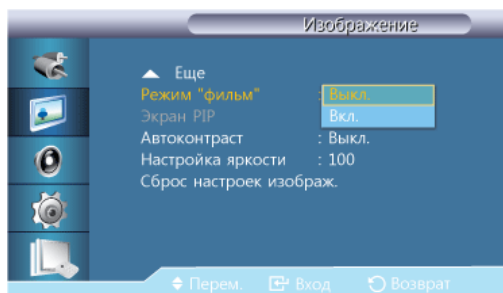 Изображение
▲ Еще
Режим "фильм" : Выкл.
Экран PIP Вкл.
Автоконтраст : Выкл.
Настройка яркости : 100
Сброс настроек изображ.
Перем. Вход Возврат